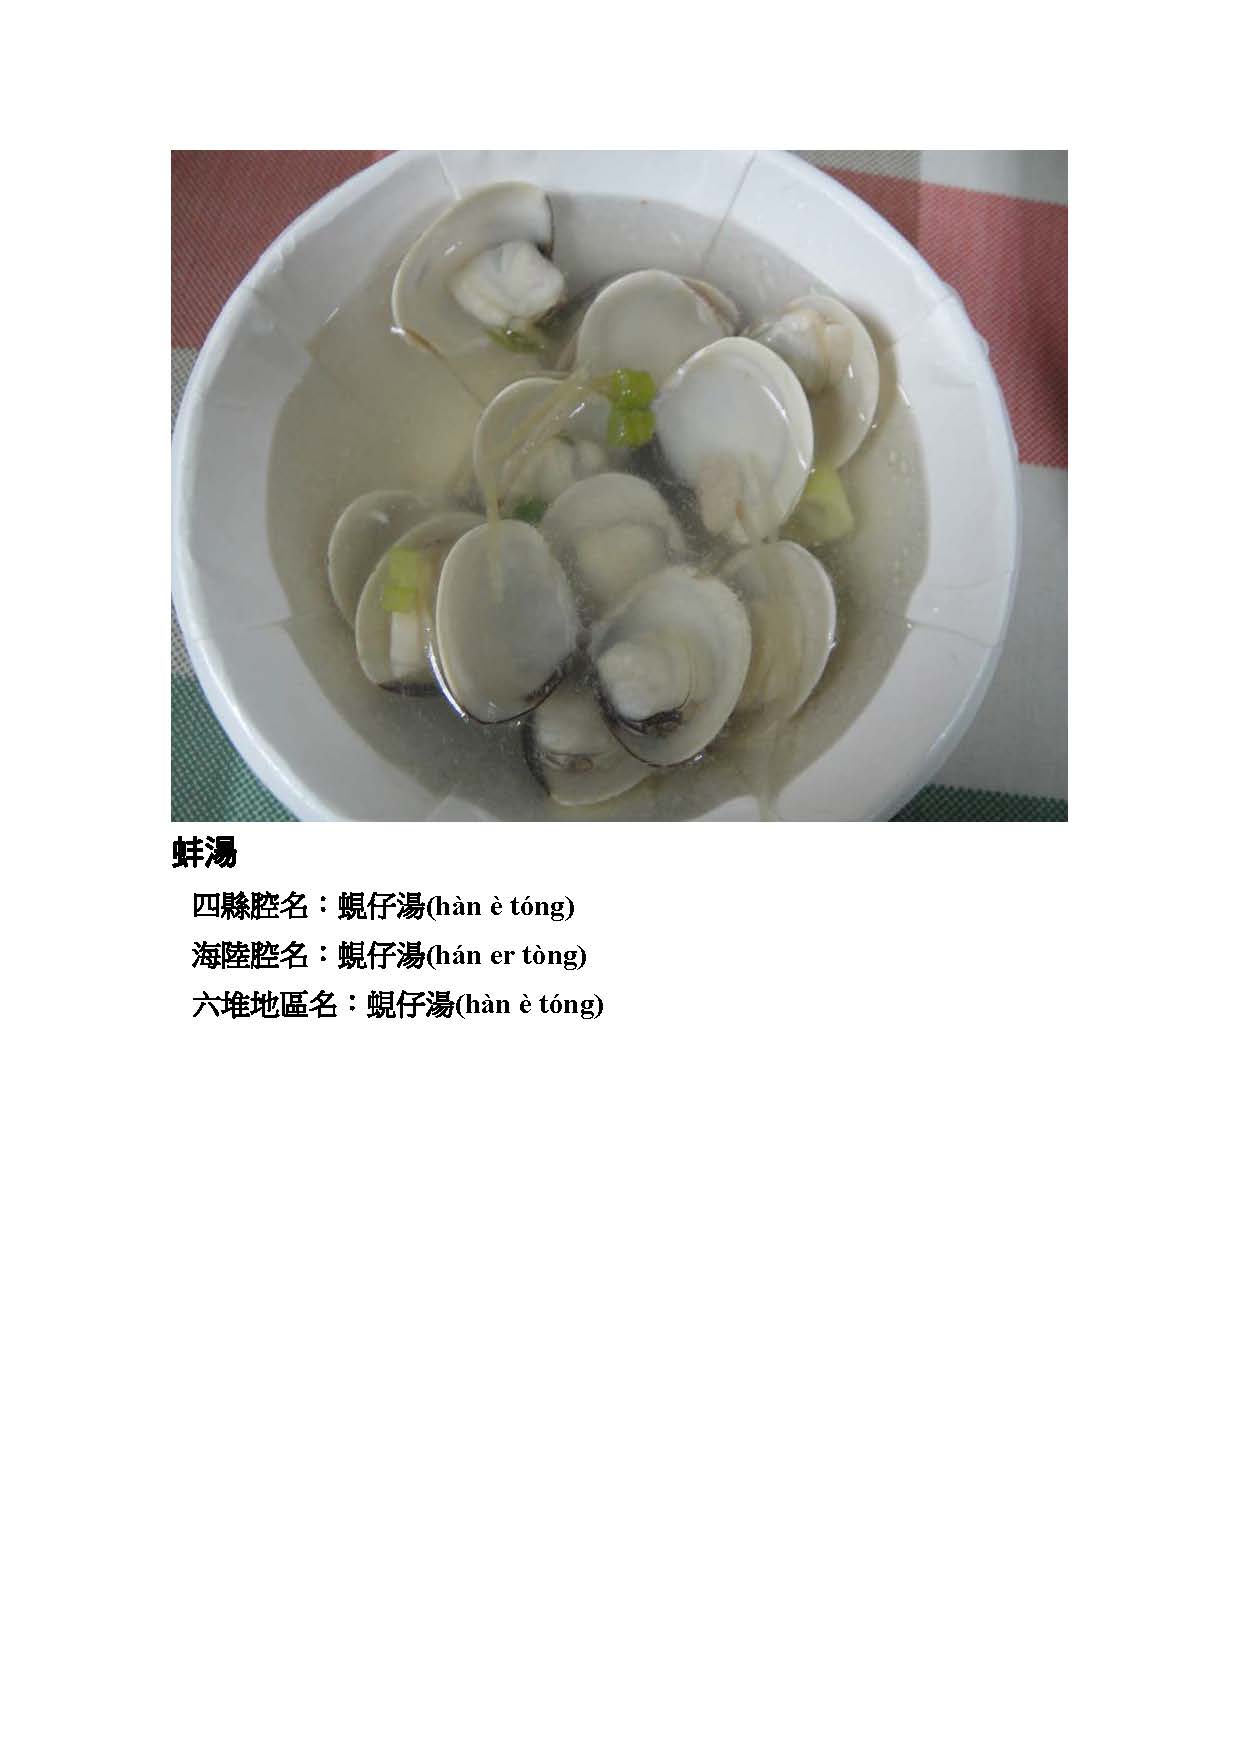 蚌湯
四縣腔名：蜆仔湯(hàn è tóng)
海陸腔名：蜆仔湯(hán er tòng)
六堆地區名：蜆仔湯(hàn è tóng)